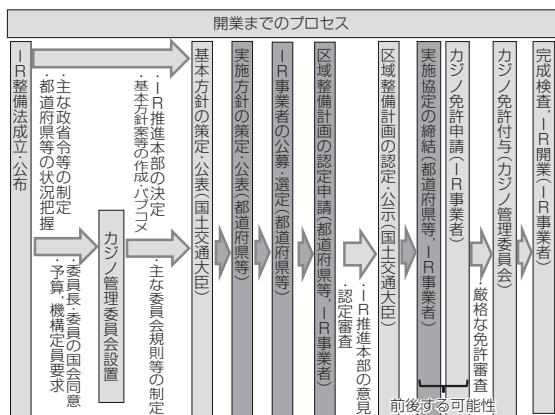 開業までのプロセス
IR整備法成立・公布
・主な政省令等の制定
・都道府県等の状況把握
・委員長・委員の国会同意
・予算、機構定員要求
カジノ管理委員会設置
・IR推進本部の決定
・基本方針案等の作成・パブコメ
・主な委員会規則等の制定
基本方針の策定・公表（国土交通大臣）
実施方針の策定・公表（都道府県等）
IR事業者の公募・選定（都道府県等）
区域整備計画の認定申請（都道府県等、IR事業者）
・IR推進本部の意見
・認定審査
区域整備計画の認定・公示（国土交通大臣）
実施協定の締結（都道府県等、IR事業者）
カジノ免許申請（IR事業者）
前後する可能性
・厳格な免許審査
カジノ免許付与（カジノ管理委員会）
完成検査、IR開業（IR事業者）